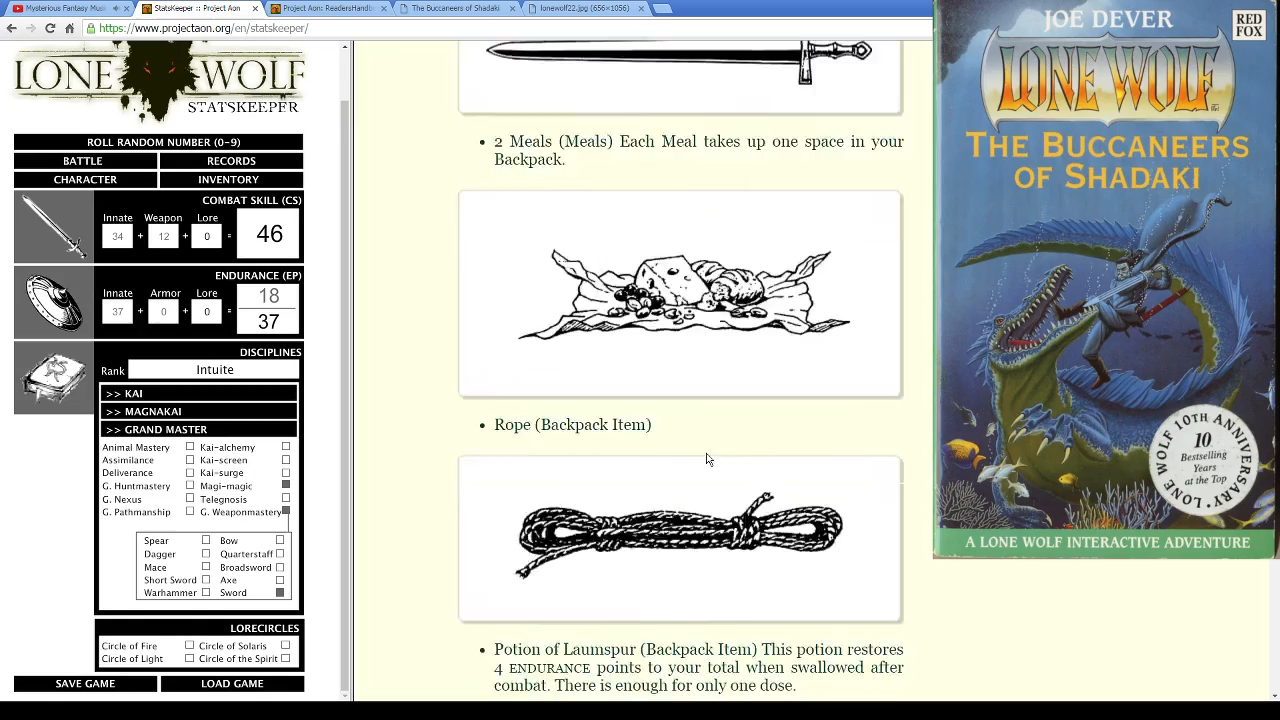 Mysterious Fantasy Musi
StatsKeeper :: Project Aon
Project Aon: ReadersHandb
The Buccaneers of Shadaki
lonewolf22.jpg (656×1056)
https://www.projectaon.org/en/statskeeper/
LONE WOLF
STATSKEEPER
ROLL RANDOM NUMBER (0-9)
BATTLE RECORDS
CHARACTER INVENTORY
COMBAT SKILL (CS)
Innate Weapon Lore
34 + 12 + 0 = 46
ENDURANCE (EP)
Innate Armor Lore 18
37 + 0 + 0 = 37
DISCIPLINES
Rank Intuite
>> KAI
>> MAGNAKAI
>> GRAND MASTER
Animal Mastery Kai-alchemy
Assimilance Kai-screen
Deliverance Kai-surge
G. Huntmastery Magi-magic
G. Nexus Telegnosis
G. Pathmanship G. Weaponmastery
Spear Bow
Dagger Quarterstaff
Mace Broadsword
Short Sword Axe
Warhammer Sword
LORECIRCLES
Circle of Fire Circle of Solaris
Circle of Light Circle of the Spirit
SAVE GAME LOAD GAME
• 2 Meals (Meals) Each Meal takes up one space in your
Backpack.
• Rope (Backpack Item)
• Potion of Laumspur (Backpack Item) This potion restores
4 ENDURANCE points to your total when swallowed after
combat. There is enough for only one dose.
JOE DEVER
RED
FOX
LONE WOLF
THE BUCCANEERS
OF SHADAKI
LONE WOLF 10TH ANNIVERSARY
10
Bestselling
Years
at the Top
A LONE WOLF INTERACTIVE ADVENTURE